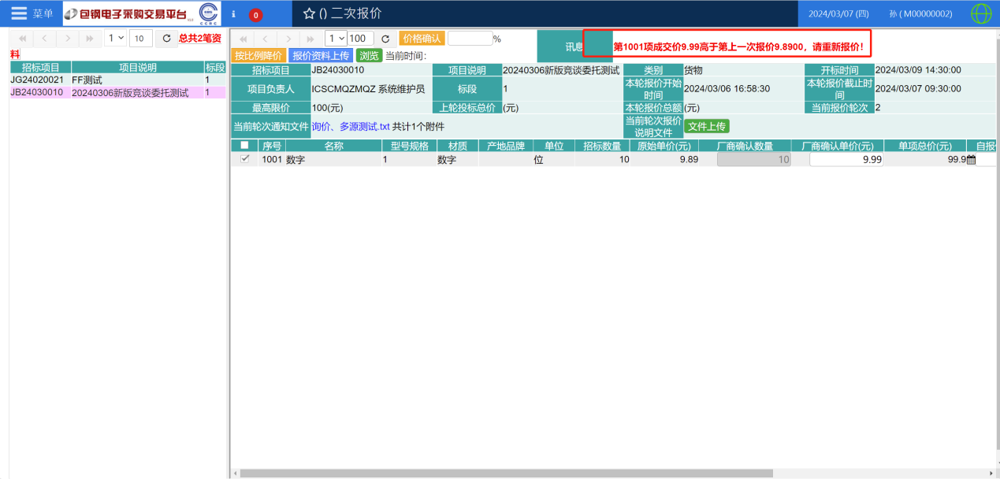 菜单
包钢电子采购交易平台
i 0
() 二次报价
2024/03/07 (四)
孙 ( M00000002)
1 10 总共2笔资料
招标项目 项目说明 标段
JG24020021 FF测试 1
JB24030010 20240306新版竞谈委托测试 1
1 100 价格确认 %
讯息 第1001项成交价9.99高于第上一次报价9.8900，请重新报价!
按比例降价 报价资料上传 浏览 当前时间:
招标项目 JB24030010 项目说明 20240306新版竞谈委托测试 类别 货物 开标时间 2024/03/09 14:30:00
项目负责人 ICSCMQZMQZ 系统维护员 标段 1 本轮报价开始时间 2024/03/06 16:58:30 本轮报价截止时间 2024/03/07 09:30:00
最高限价 100(元) 上轮投标总价 (元) 本轮报价总额 (元) 当前报价轮次 2
当前轮次通知文件 询价、多源测试.txt 共计1个附件 当前轮次报价说明文件 文件上传
序号 名称 型号规格 材质 产地品牌 单位 招标数量 原始单价(元) 厂商确认数量 厂商确认单价(元) 单项总价(元) 自报
1001 数字 1 数字 位 10 9.89 10 9.99 99.9